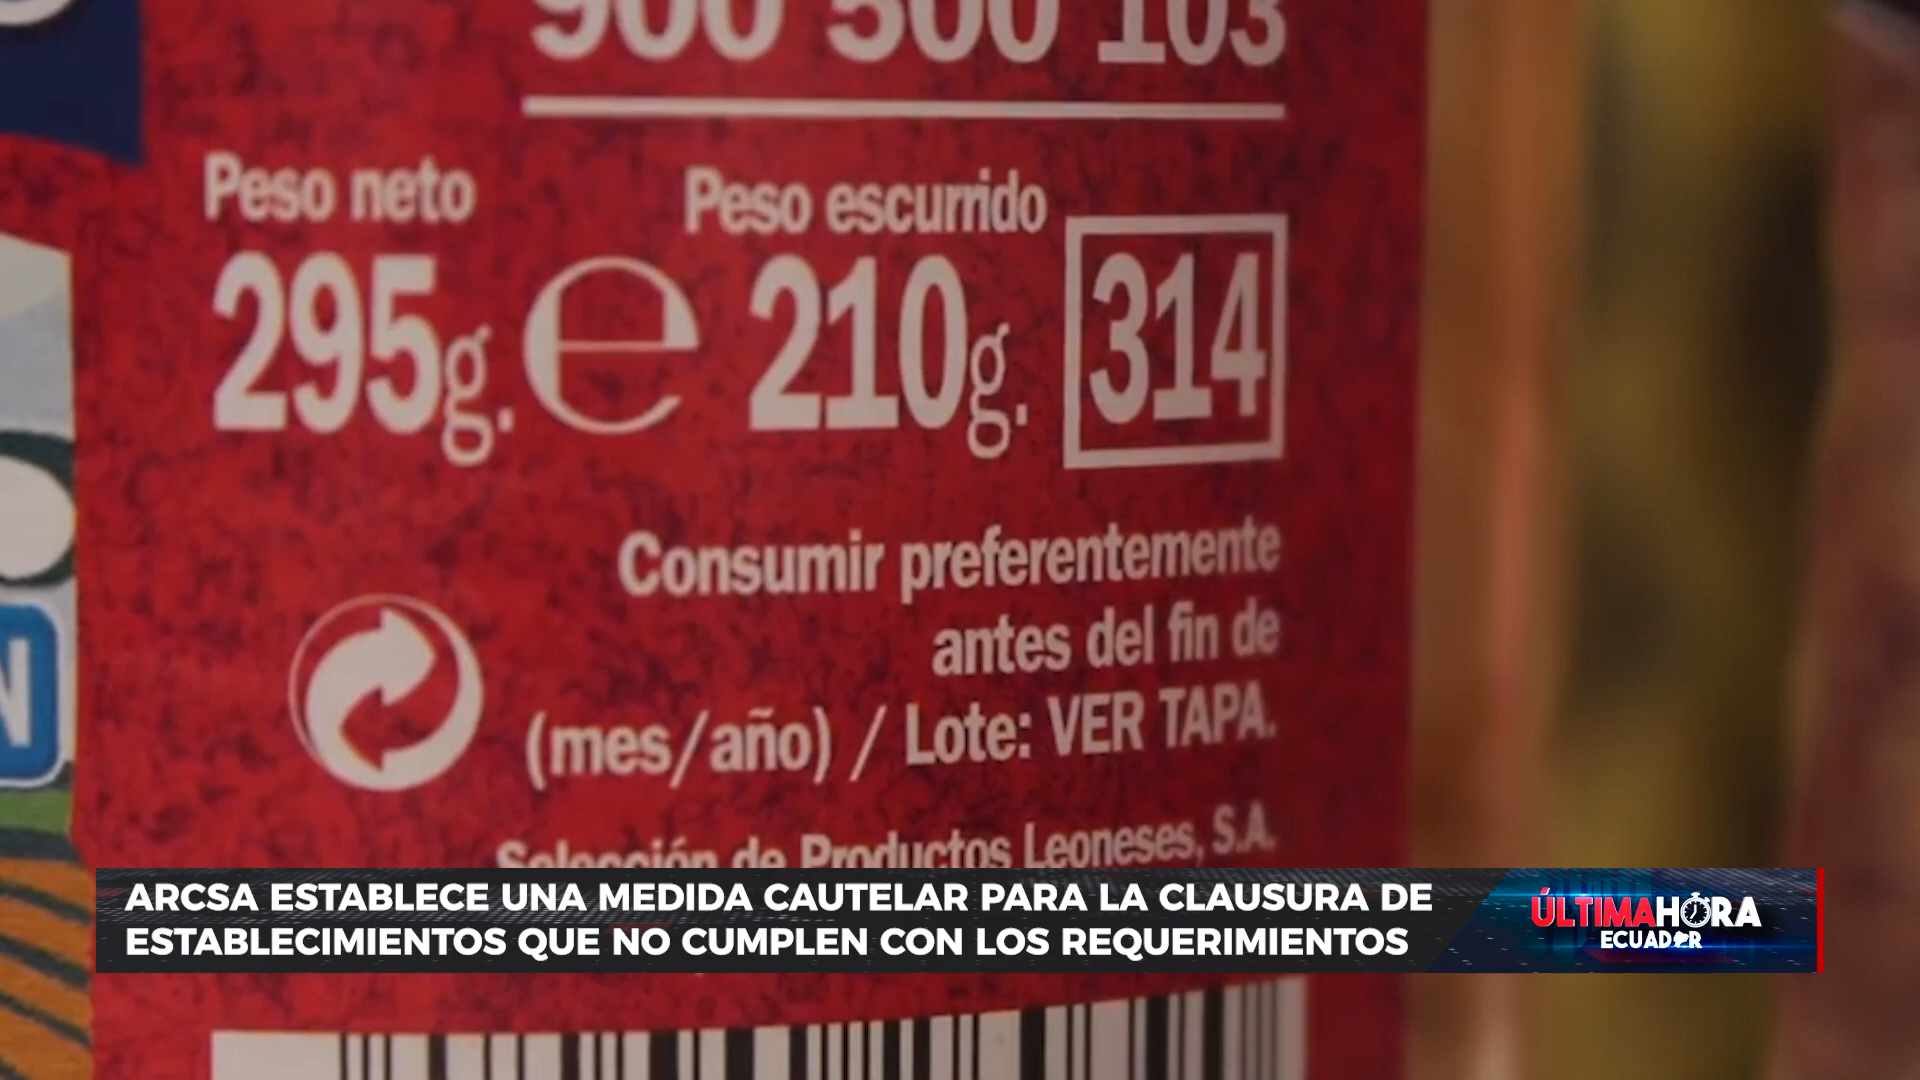 900 500 103
Peso neto
Peso escurrido
295g. e 210g. 314
Consumir preferentemente
antes del fin de
(mes/año) / Lote: VER TAPA.
Selección de Productos Leoneses, S.A.
N
ARCSA ESTABLECE UNA MEDIDA CAUTELAR PARA LA CLAUSURA DE
ESTABLECIMIENTOS QUE NO CUMPLEN CON LOS REQUERIMIENTOS
ÚLTIMAHORA
ECUADOR